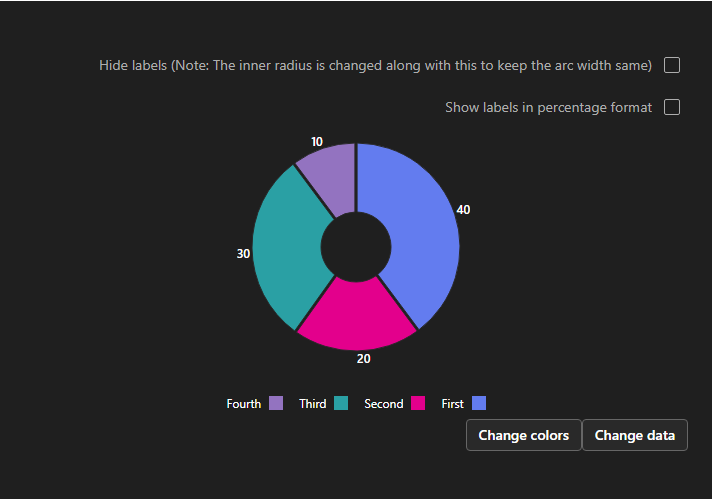 Hide labels (Note: The inner radius is changed along with this to keep the arc width same)
Show labels in percentage format
10
40
30
20
Fourth Third Second First
Change colors Change data